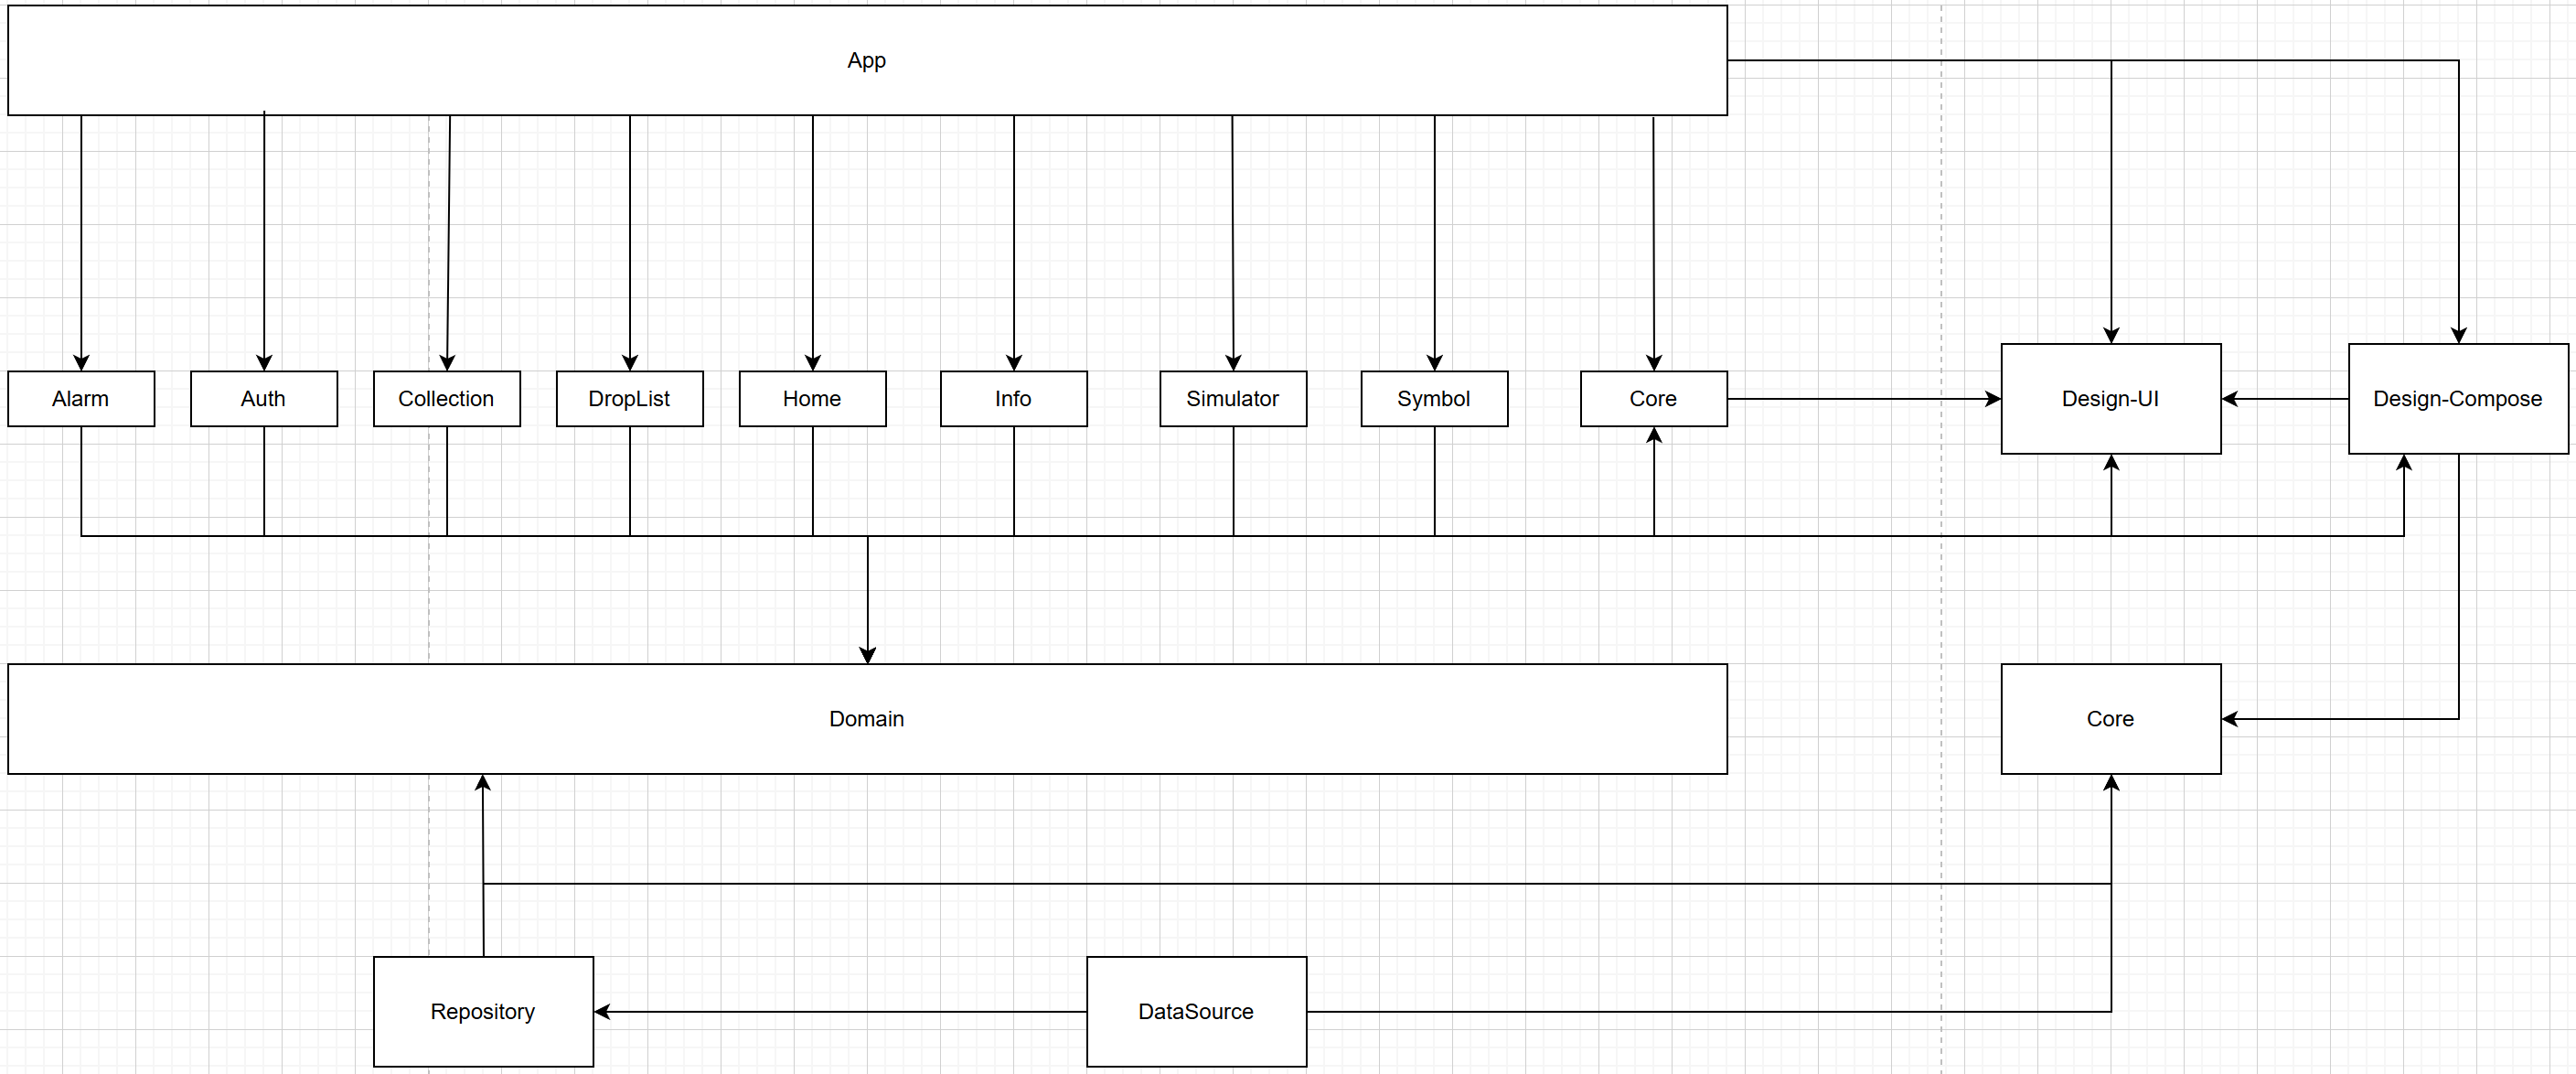 App
Alarm
Auth
Collection
DropList
Home
Info
Simulator
Symbol
Core
Design-UI
Design-Compose
Domain
Core
Repository
DataSource